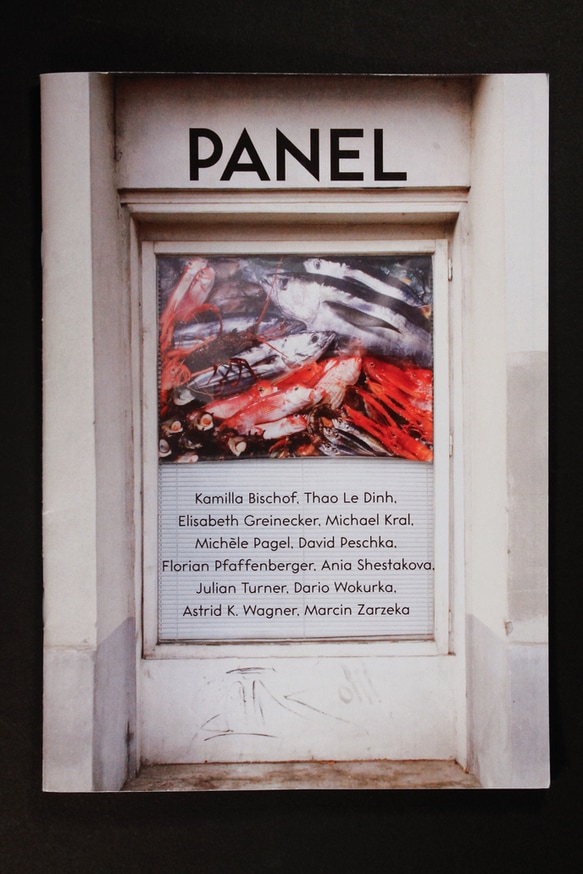 PANEL
Kamilla Bischof, Thao Le Dinh,
Elisabeth Greinecker, Michael Kral,
Michèle Pagel, David Peschka,
Florian Pfaffenberger, Ania Shestakova,
Julian Turner, Dario Wokurka,
Astrid K. Wagner, Marcin Zarzeka